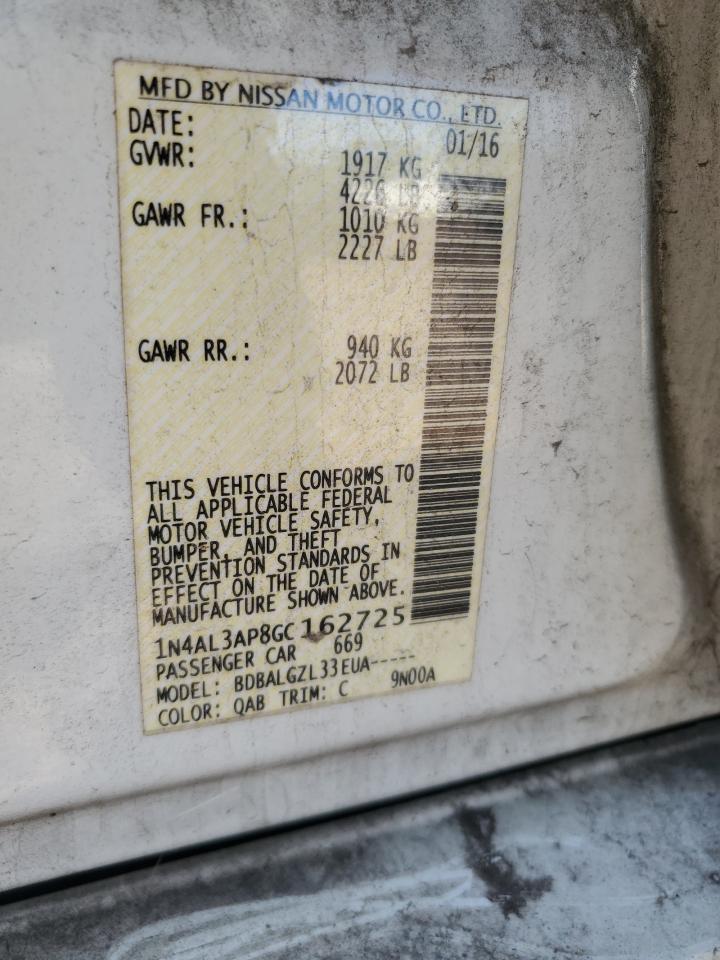 MFD BY NISSAN MOTOR CO., LTD.
DATE: 01/16
GVWR: 1917 KG
4226 LB
GAWR FR.: 1010 KG
2227 LB
GAWR RR.: 940 KG
2072 LB
THIS VEHICLE CONFORMS TO
ALL APPLICABLE FEDERAL
MOTOR VEHICLE SAFETY,
BUMPER, AND THEFT
PREVENTION STANDARDS IN
EFFECT ON THE DATE OF
MANUFACTURE SHOWN ABOVE.
1N4AL3AP8GC162725
PASSENGER CAR 669
MODEL: BDBALGZL33EUA-----
COLOR: QAB TRIM: C 9N00A